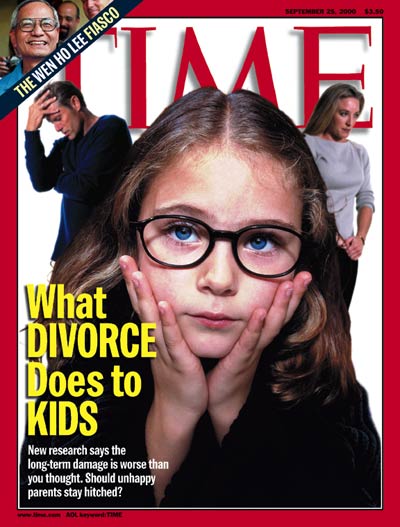 THE WEN HO LEE FIASCO
SEPTEMBER 25, 2000 $3.50
TIME
What
DIVORCE
Does to
KIDS
New research says the
long-term damage is worse than
you thought. Should unhappy
parents stay hitched?
www.time.com AOL keyword:TIME